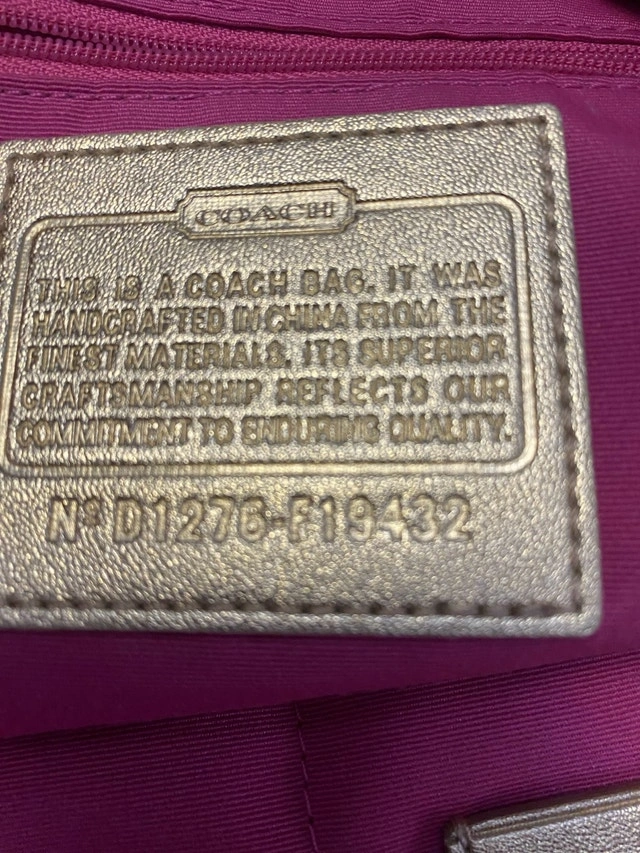 COACH
THIS IS A COACH BAG. IT WAS
HANDCRAFTED IN CHINA FROM THE
FINEST MATERIALS. ITS SUPERIOR
CRAFTSMANSHIP REFLECTS OUR
COMMITMENT TO ENDURING QUALITY.
Nº D1276-F19432